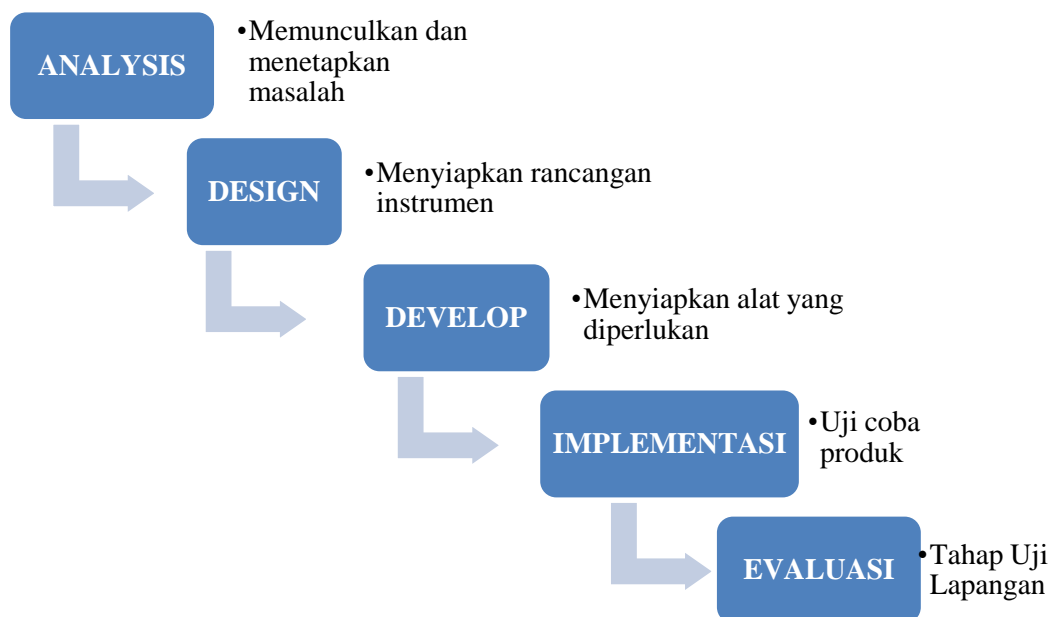 ANALYSIS
•Memunculkan dan
menetapkan
masalah
DESIGN
•Menyiapkan rancangan
instrumen
DEVELOP
•Menyiapkan alat yang
diperlukan
IMPLEMENTASI
•Uji coba
produk
EVALUASI
•Tahap Uji
Lapangan